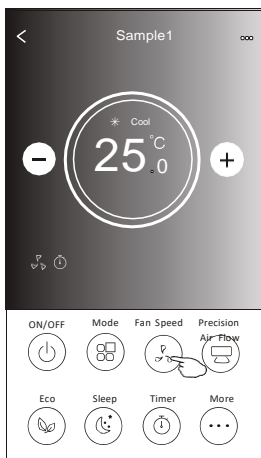 Sample1
Cool
25.0 °C
ON/OFF Mode Fan Speed Precision Air Flow
Eco Sleep Timer More